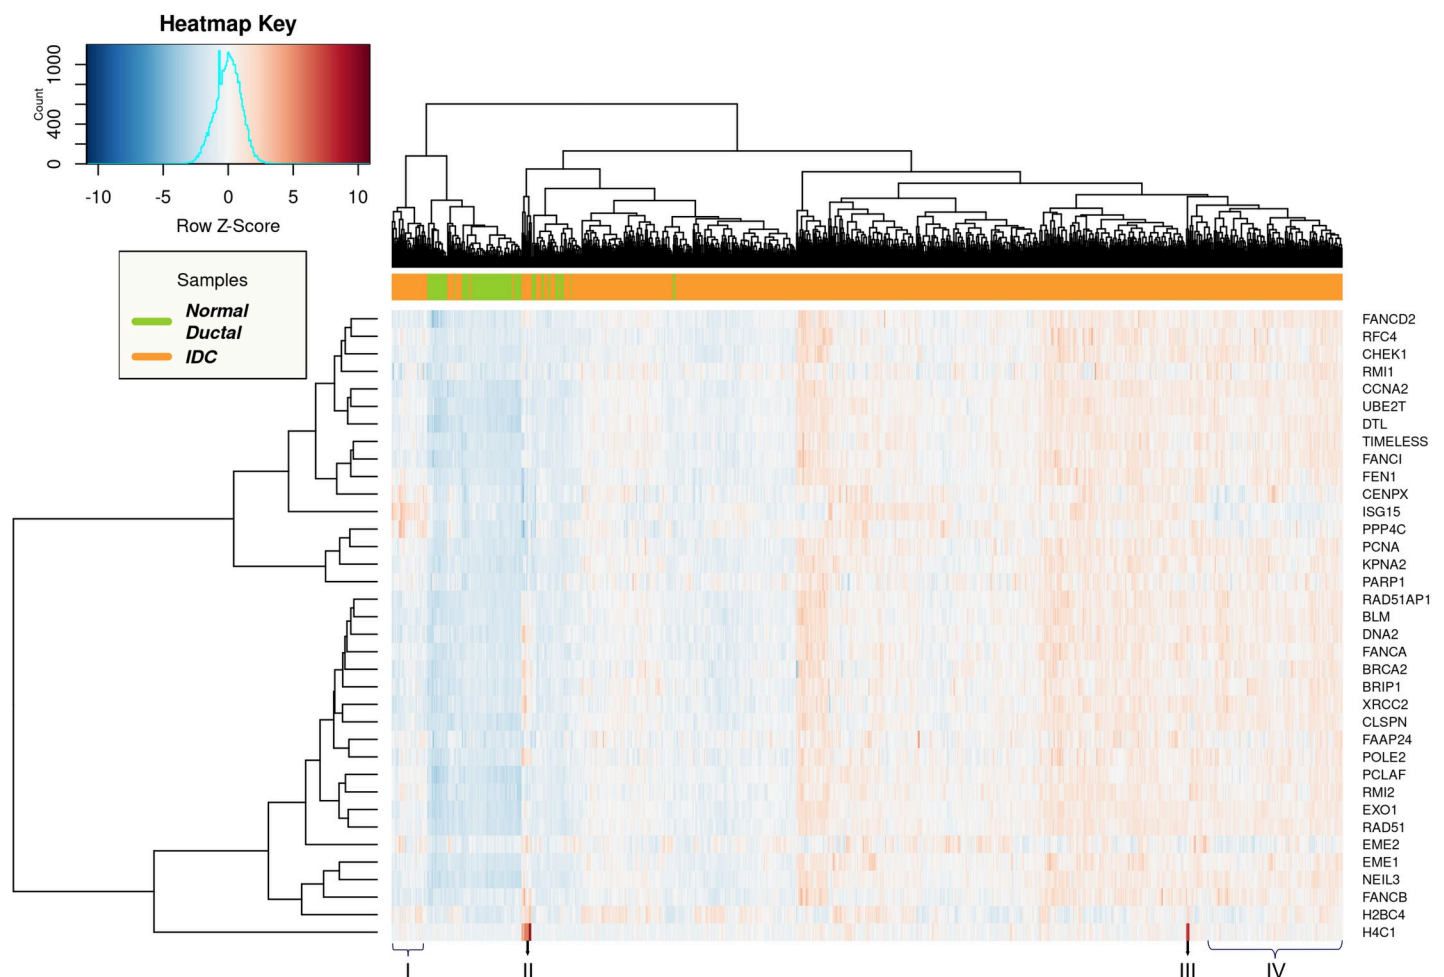 Heatmap Key
Count
0
400
1000
-10
-5
0
5
10
Row Z-Score
Samples
Normal
Ductal
IDC
FANCD2
RFC4
CHEK1
RMI1
CCNA2
UBE2T
DTL
TIMELESS
FANCI
FEN1
CENPX
ISG15
PPP4C
PCNA
KPNA2
PARP1
RAD51AP1
BLM
DNA2
FANCA
BRCA2
BRIP1
XRCC2
CLSPN
FAAP24
POLE2
PCLAF
RMI2
EXO1
RAD51
EME2
EME1
NEIL3
FANCB
H2BC4
H4C1
I
II
III
IV